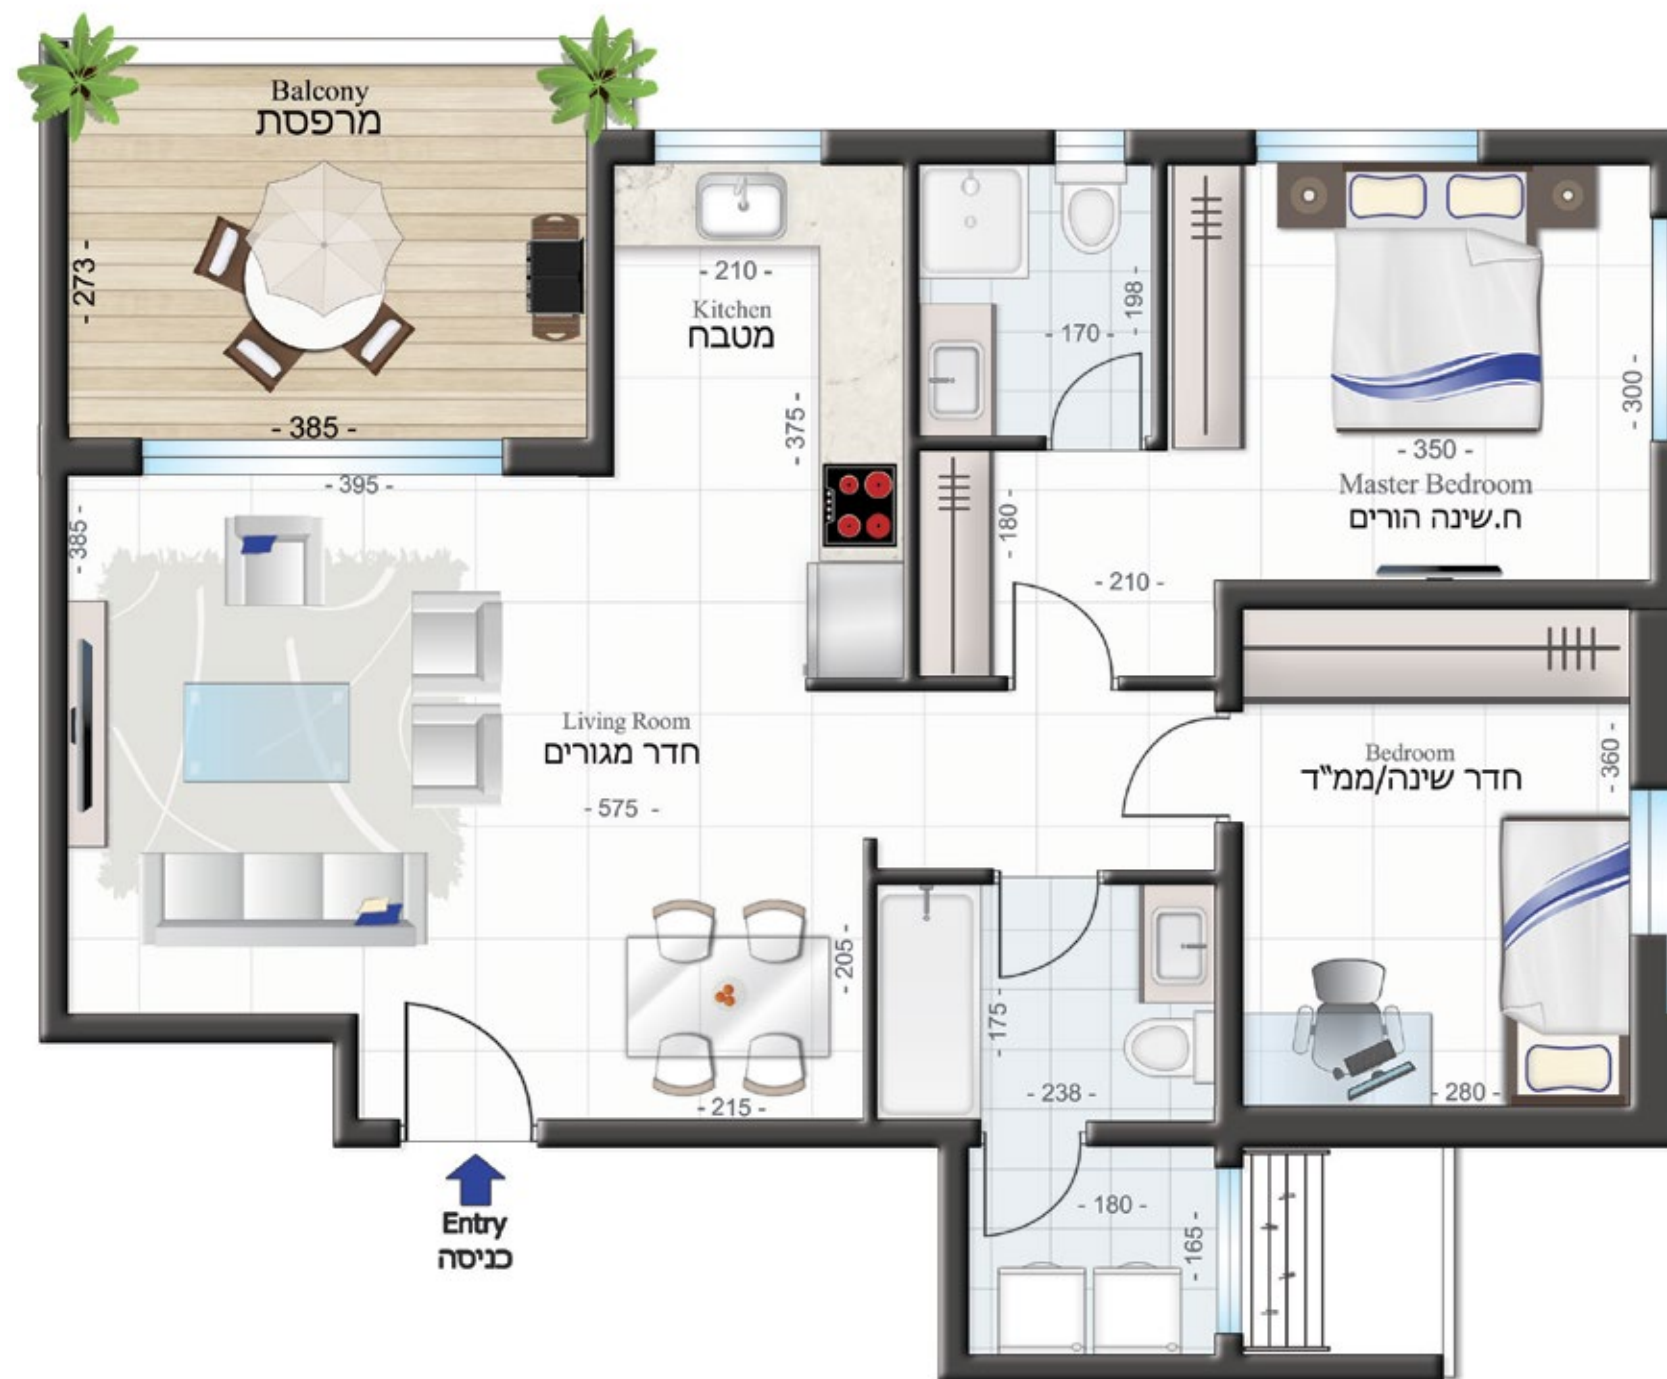 Balcony
מרפסת
- 273 -
- 385 -
- 210 -
Kitchen
מטבח
- 375 -
- 198 -
- 170 -
- 300 -
- 350 -
Master Bedroom
ח.שינה הורים
- 395 -
- 385 -
- 180 -
- 210 -
Living Room
חדר מגורים
- 575 -
Bedroom
חדר שינה/ממ"ד
- 360 -
- 205 -
- 215 -
- 175 -
- 238 -
- 280 -
- 180 -
- 165 -
Entry
כניסה